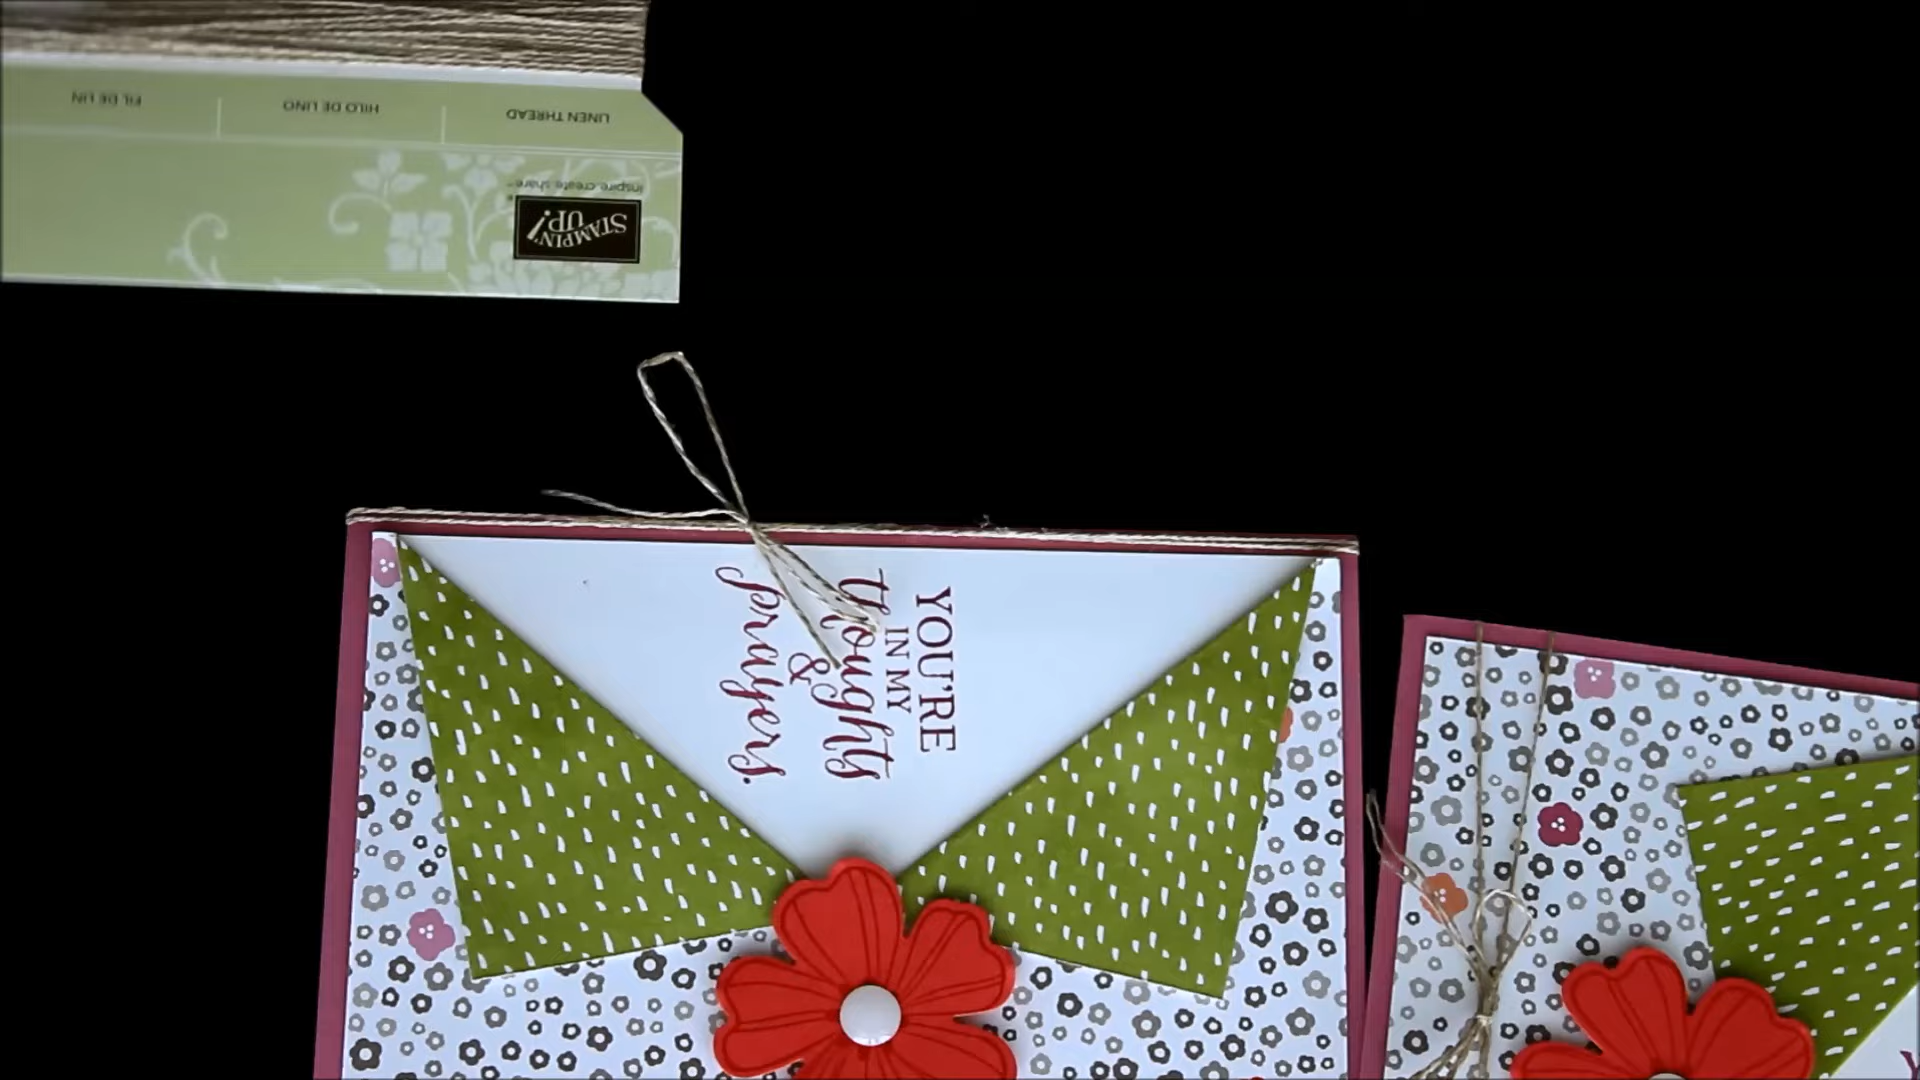 LINEN THREAD
HILO DE LINO
FIL DE LIN
inspire. create. share.™
STAMPIN' UP!®
YOU'RE
IN MY
thoughts
&
prayers.